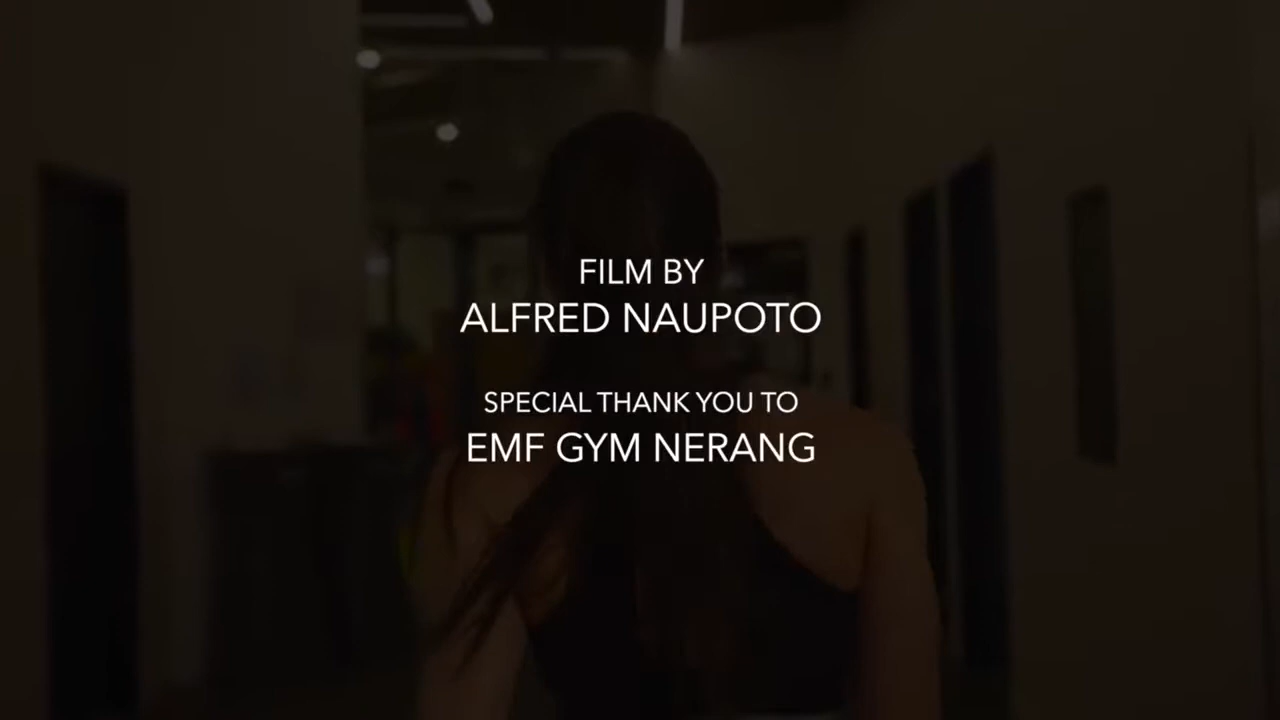 FILM BY
ALFRED NAUPOTO
SPECIAL THANK YOU TO
EMF GYM NERANG